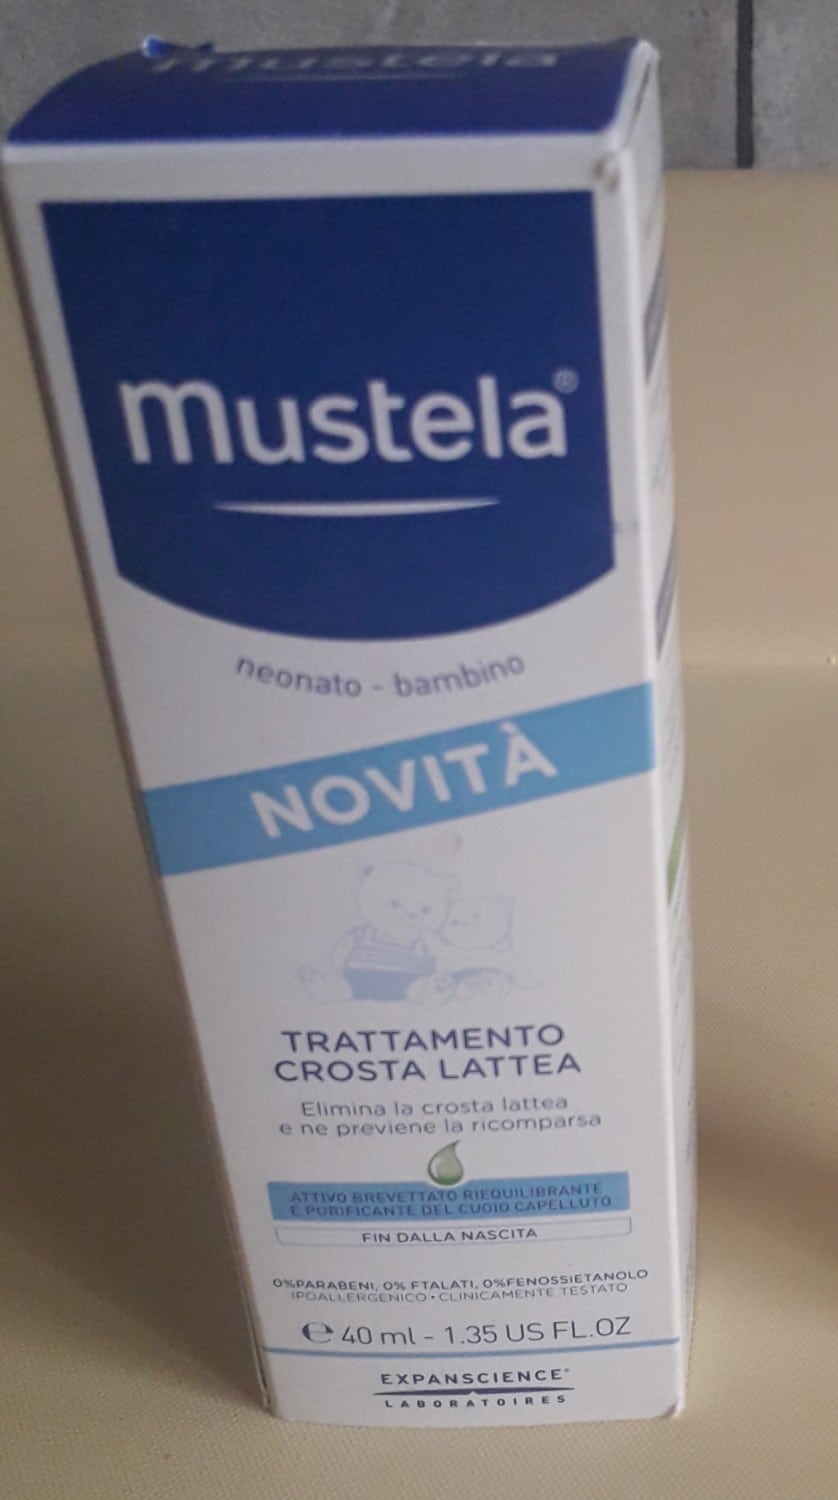 mustela
mustela®
neonato - bambino
NOVITÀ
TRATTAMENTO
CROSTA LATTEA
Elimina la crosta lattea
e ne previene la ricomparsa
ATTIVO BREVETTATO RIEQUILIBRANTE
E PURIFICANTE DEL CUOIO CAPELLUTO
FIN DALLA NASCITA
0%PARABENI, 0% FTALATI, 0%FENOSSIETANOLO
IPOALLERGENICO • CLINICAMENTE TESTATO
℮ 40 ml - 1.35 US FL.OZ
EXPANSCIENCE®
LABORATOIRES